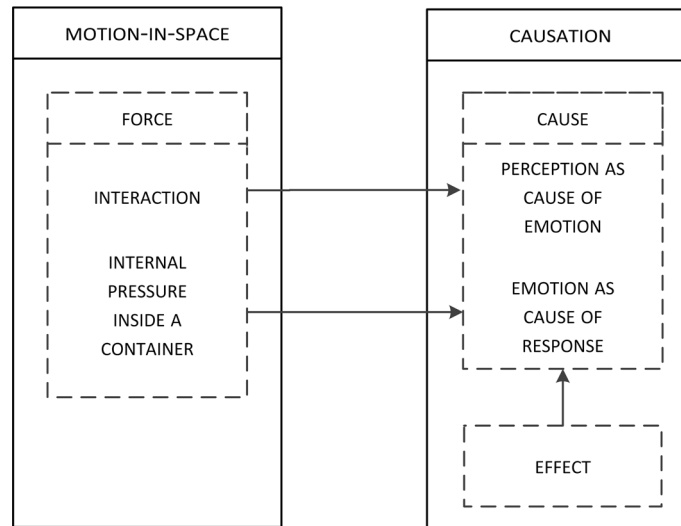 MOTION-IN-SPACE
FORCE
INTERACTION
INTERNAL
PRESSURE
INSIDE A
CONTAINER
CAUSATION
CAUSE
PERCEPTION AS
CAUSE OF
EMOTION
EMOTION AS
CAUSE OF
RESPONSE
EFFECT